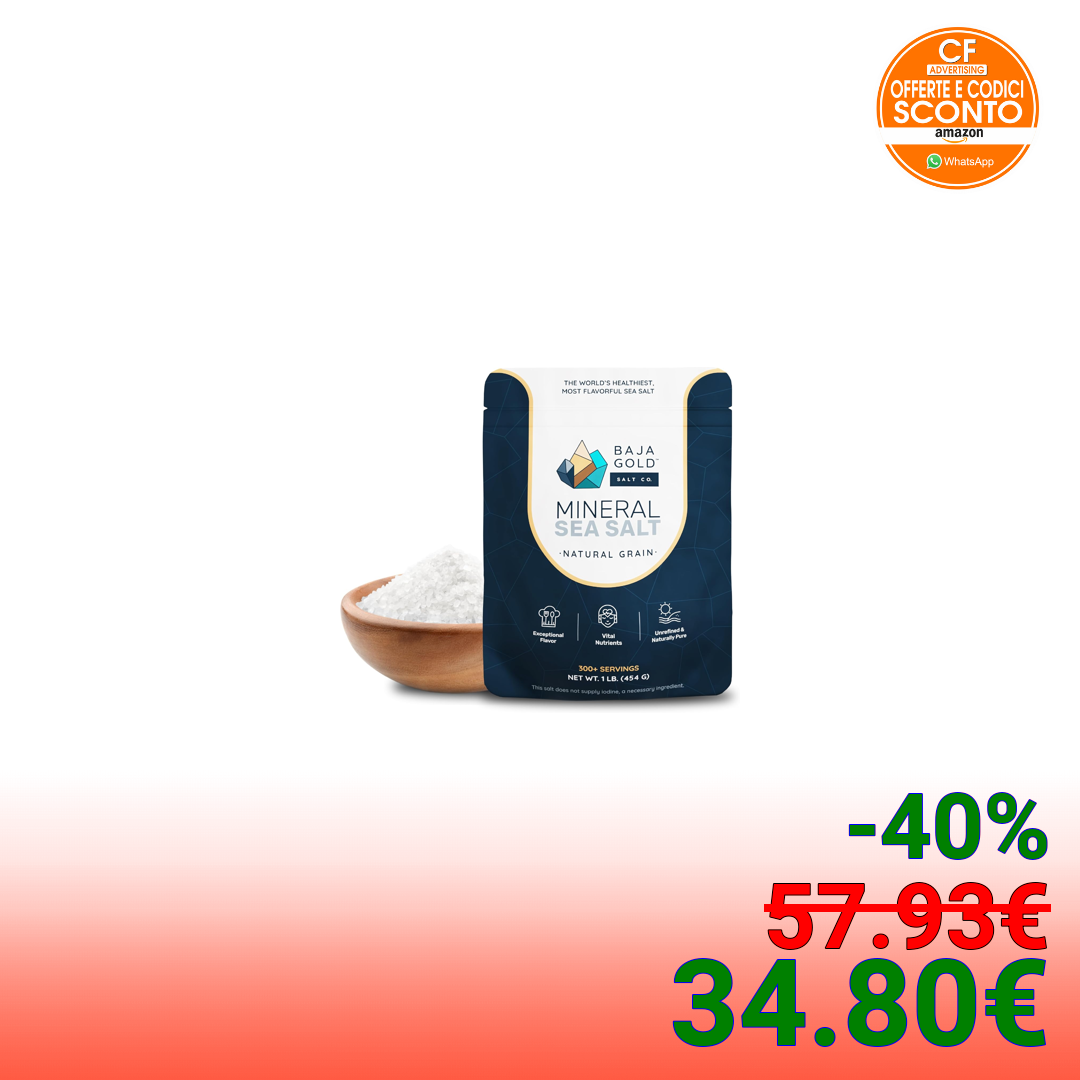 CF
ADVERTISING
OFFERTE E CODICI
SCONTO
amazon
WhatsApp
THE WORLD'S HEALTHIEST,
MOST FLAVORFUL SEA SALT
BAJA
GOLD™
SALT CO.
MINERAL
SEA SALT
·NATURAL GRAIN·
Exceptional
Flavor
Vital
Nutrients
Unrefined &
Naturally Pure
300+ SERVINGS
NET WT. 1 LB. (454 G)
This salt does not supply iodine, a necessary ingredient.
-40%
57.93€
34.80€